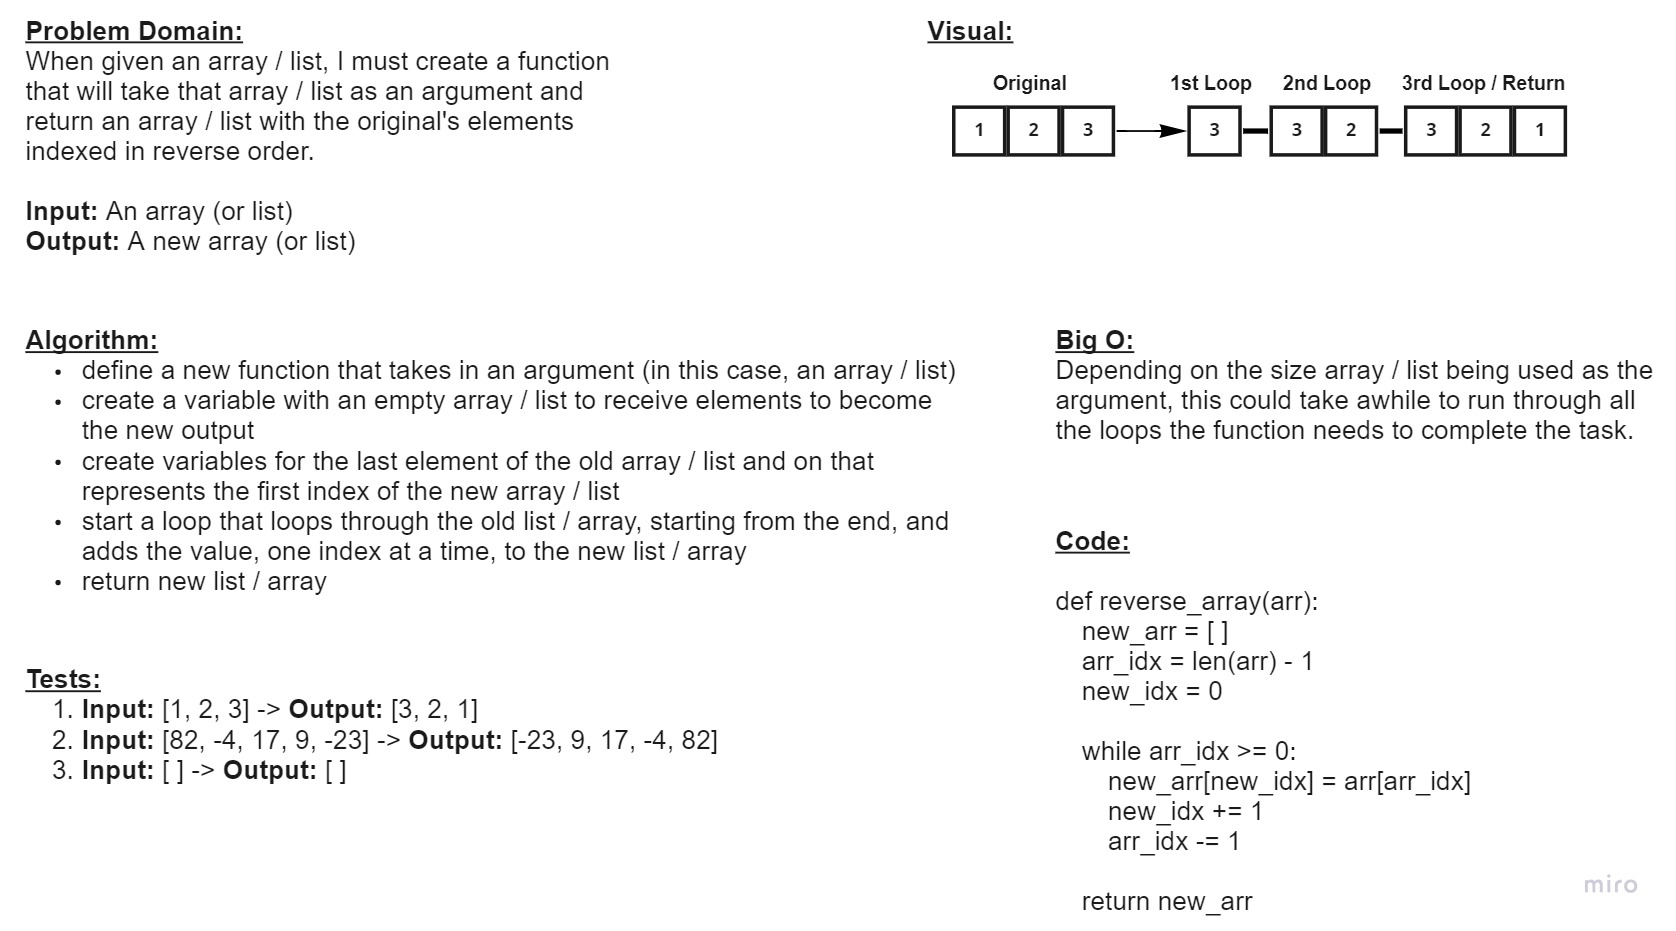 Problem Domain:
When given an array / list, I must create a function
that will take that array / list as an argument and
return an array / list with the original's elements
indexed in reverse order.
Input: An array (or list)
Output: A new array (or list)
Visual:
Original
1 2 3
1st Loop
3
2nd Loop
3 2
3rd Loop / Return
3 2 1
Algorithm:
• define a new function that takes in an argument (in this case, an array / list)
• create a variable with an empty array / list to receive elements to become
the new output
• create variables for the last element of the old array / list and on that
represents the first index of the new array / list
• start a loop that loops through the old list / array, starting from the end, and
adds the value, one index at a time, to the new list / array
• return new list / array
Tests:
1. Input: [1, 2, 3] -> Output: [3, 2, 1]
2. Input: [82, -4, 17, 9, -23] -> Output: [-23, 9, 17, -4, 82]
3. Input: [ ] -> Output: [ ]
Big O:
Depending on the size array / list being used as the
argument, this could take awhile to run through all
the loops the function needs to complete the task.
Code:
def reverse_array(arr):
new_arr = [ ]
arr_idx = len(arr) - 1
new_idx = 0
while arr_idx >= 0:
new_arr[new_idx] = arr[arr_idx]
new_idx += 1
arr_idx -= 1
return new_arr
miro